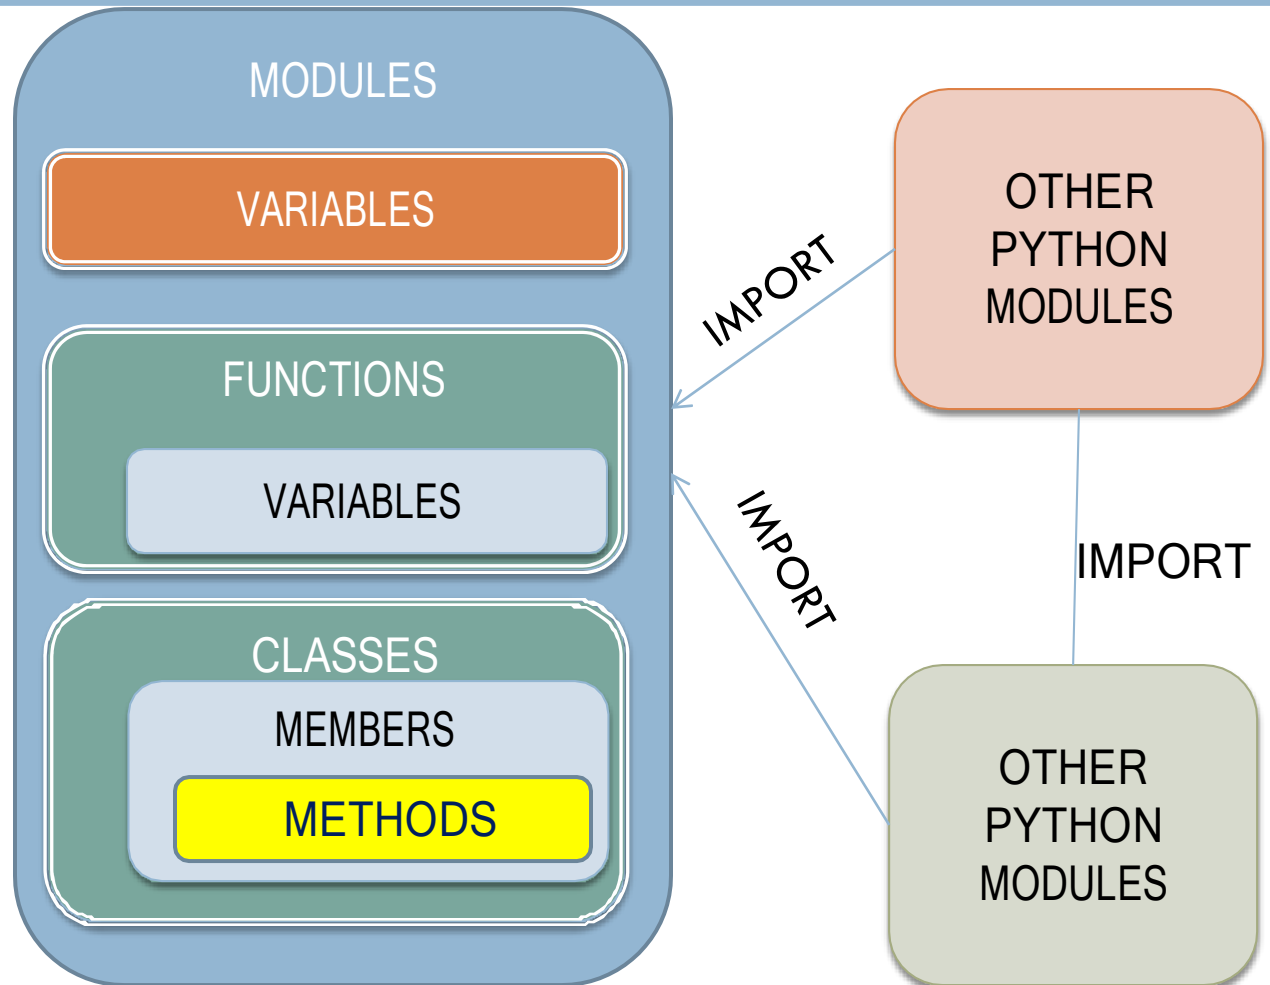 MODULES
VARIABLES
FUNCTIONS
VARIABLES
CLASSES
MEMBERS
METHODS
IMPORT
IMPORT
OTHER
PYTHON
MODULES
IMPORT
OTHER
PYTHON
MODULES